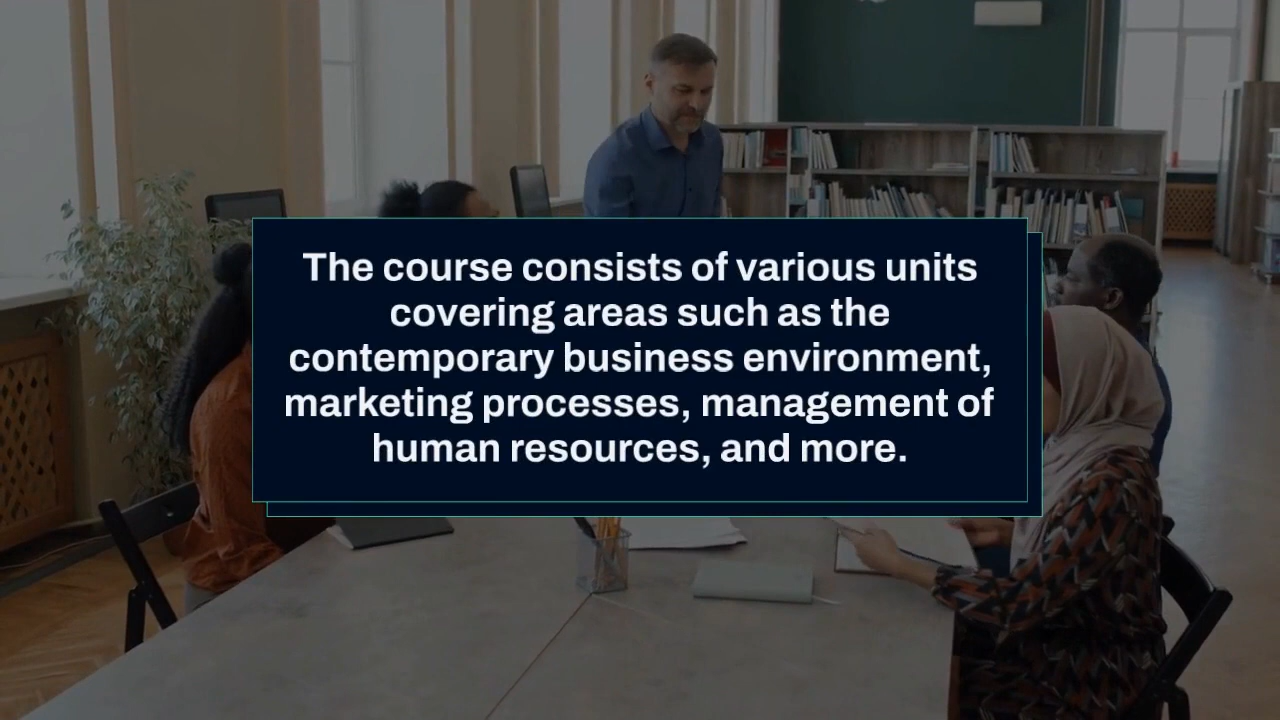 The course consists of various units
covering areas such as the
contemporary business environment,
marketing processes, management of
human resources, and more.